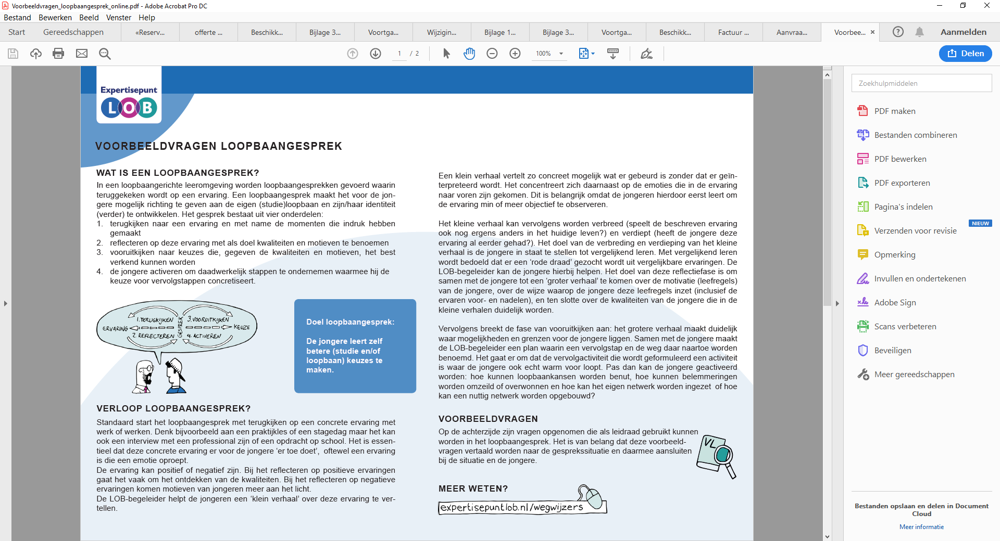 Voorbeeldvragen_loopbaangesprek_online.pdf - Adobe Acrobat Pro DC
Bestand Bewerken Beeld Venster Help
Start Gereedschappen «Reserv... offerte ... Beschikk... Bijlage 3... Voortga... Wijzigin... Bijlage 1... Bijlage 3... Voortga... Beschikk... Factuur ... Aanvraa... Voorbee... × Aanmelden
1 / 2 100% Delen
Expertisepunt
LOB
VOORBEELDVRAGEN LOOPBAANGESPREK
WAT IS EEN LOOPBAANGESPREK?
In een loopbaangerichte leeromgeving worden loopbaangesprekken gevoerd waarin
teruggekeken wordt op een ervaring. Een loopbaangesprek maakt het voor de jon-
gere mogelijk richting te geven aan de eigen (studie)loopbaan en zijn/haar identiteit
(verder) te ontwikkelen. Het gesprek bestaat uit vier onderdelen:
1. terugkijken naar een ervaring en met name de momenten die indruk hebben
gemaakt
2. reflecteren op deze ervaring met als doel kwaliteiten en motieven te benoemen
3. vooruitkijken naar keuzes die, gegeven de kwaliteiten en motieven, het best
verkend kunnen worden
4. de jongere activeren om daadwerkelijk stappen te ondernemen waarmee hij de
keuze voor vervolgstappen concretiseert.
1. TERUGKIJKEN 3. VOORUITKIJKEN
ERVARING GESPREK KEUZE
2. REFLECTEREN 4. ACTIVEREN
Doel loopbaangesprek:
De jongere leert zelf
betere (studie en/of
loopbaan) keuzes te
maken.
VERLOOP LOOPBAANGESPREK?
Standaard start het loopbaangesprek met terugkijken op een concrete ervaring met
werk of werken. Denk bijvoorbeeld aan een praktijkles of een stagedag maar het kan
ook een interview met een professional zijn of een opdracht op school. Het is essen-
tieel dat deze concrete ervaring er voor de jongere ‘er toe doet’, oftewel een ervaring
is die een emotie oproept.
De ervaring kan positief of negatief zijn. Bij het reflecteren op positieve ervaringen
gaat het vaak om het ontdekken van de kwaliteiten. Bij het reflecteren op negatieve
ervaringen komen motieven van jongeren meer aan het licht.
De LOB-begeleider helpt de jongeren een ‘klein verhaal’ over deze ervaring te ver-
tellen.
Een klein verhaal vertelt zo concreet mogelijk wat er gebeurd is zonder dat er geïn-
terpreteerd wordt. Het concentreert zich daarnaast op de emoties die in de ervaring
naar voren zijn gekomen. Dit is belangrijk omdat de jongeren hierdoor eerst leert om
de ervaring min of meer objectief te observeren.
Het kleine verhaal kan vervolgens worden verbreed (speelt de beschreven ervaring
ook nog ergens anders in het huidige leven?) en verdiept (heeft de jongere deze
ervaring al eerder gehad?). Het doel van de verbreding en verdieping van het kleine
verhaal is de jongere in staat te stellen tot vergelijkend leren. Met vergelijkend leren
wordt bedoeld dat er een ‘rode draad’ gezocht wordt uit vergelijkbare ervaringen. De
LOB-begeleider kan de jongere hierbij helpen. Het doel van deze reflectiefase is om
samen met de jongere tot een ‘groter verhaal’ te komen over de motivatie (leefregels)
van de jongere, over de wijze waarop de jongere deze leefregels inzet (inclusief de
ervaren voor- en nadelen), en ten slotte over de kwaliteiten van de jongere die in de
kleine verhalen duidelijk worden.
Vervolgens breekt de fase van vooruitkijken aan: het grotere verhaal maakt duidelijk
waar mogelijkheden en grenzen voor de jongere liggen. Samen met de jongere maakt
de LOB-begeleider een plan waarin een vervolgstap en de weg daar naartoe worden
benoemd. Het gaat er om dat de vervolgactiviteit die wordt geformuleerd een activiteit
is waar de jongere ook echt warm voor loopt. Pas dan kan de jongere geactiveerd
worden: hoe kunnen loopbaankansen worden benut, hoe kunnen belemmeringen
worden omzeild of overwonnen en hoe kan het eigen netwerk worden ingezet of hoe
kan een nuttig netwerk worden opgebouwd?
VOORBEELDVRAGEN
Op de achterzijde zijn vragen opgenomen die als leidraad gebruikt kunnen
worden in het loopbaangesprek. Het is van belang dat deze voorbeeld-
vragen vertaald worden naar de gesprekssituatie en daarmee aansluiten
bij de situatie en de jongere.
VL
MEER WETEN?
expertisepuntlob.nl/wegwijzers
Zoekhulpmiddelen
PDF maken
Bestanden combineren
PDF bewerken
PDF exporteren
Pagina's indelen
NIEUW
Verzenden voor revisie
Opmerking
Invullen en ondertekenen
Adobe Sign
Scans verbeteren
Beveiligen
Meer gereedschappen
Bestanden opslaan en delen in Document
Cloud
Meer informatie